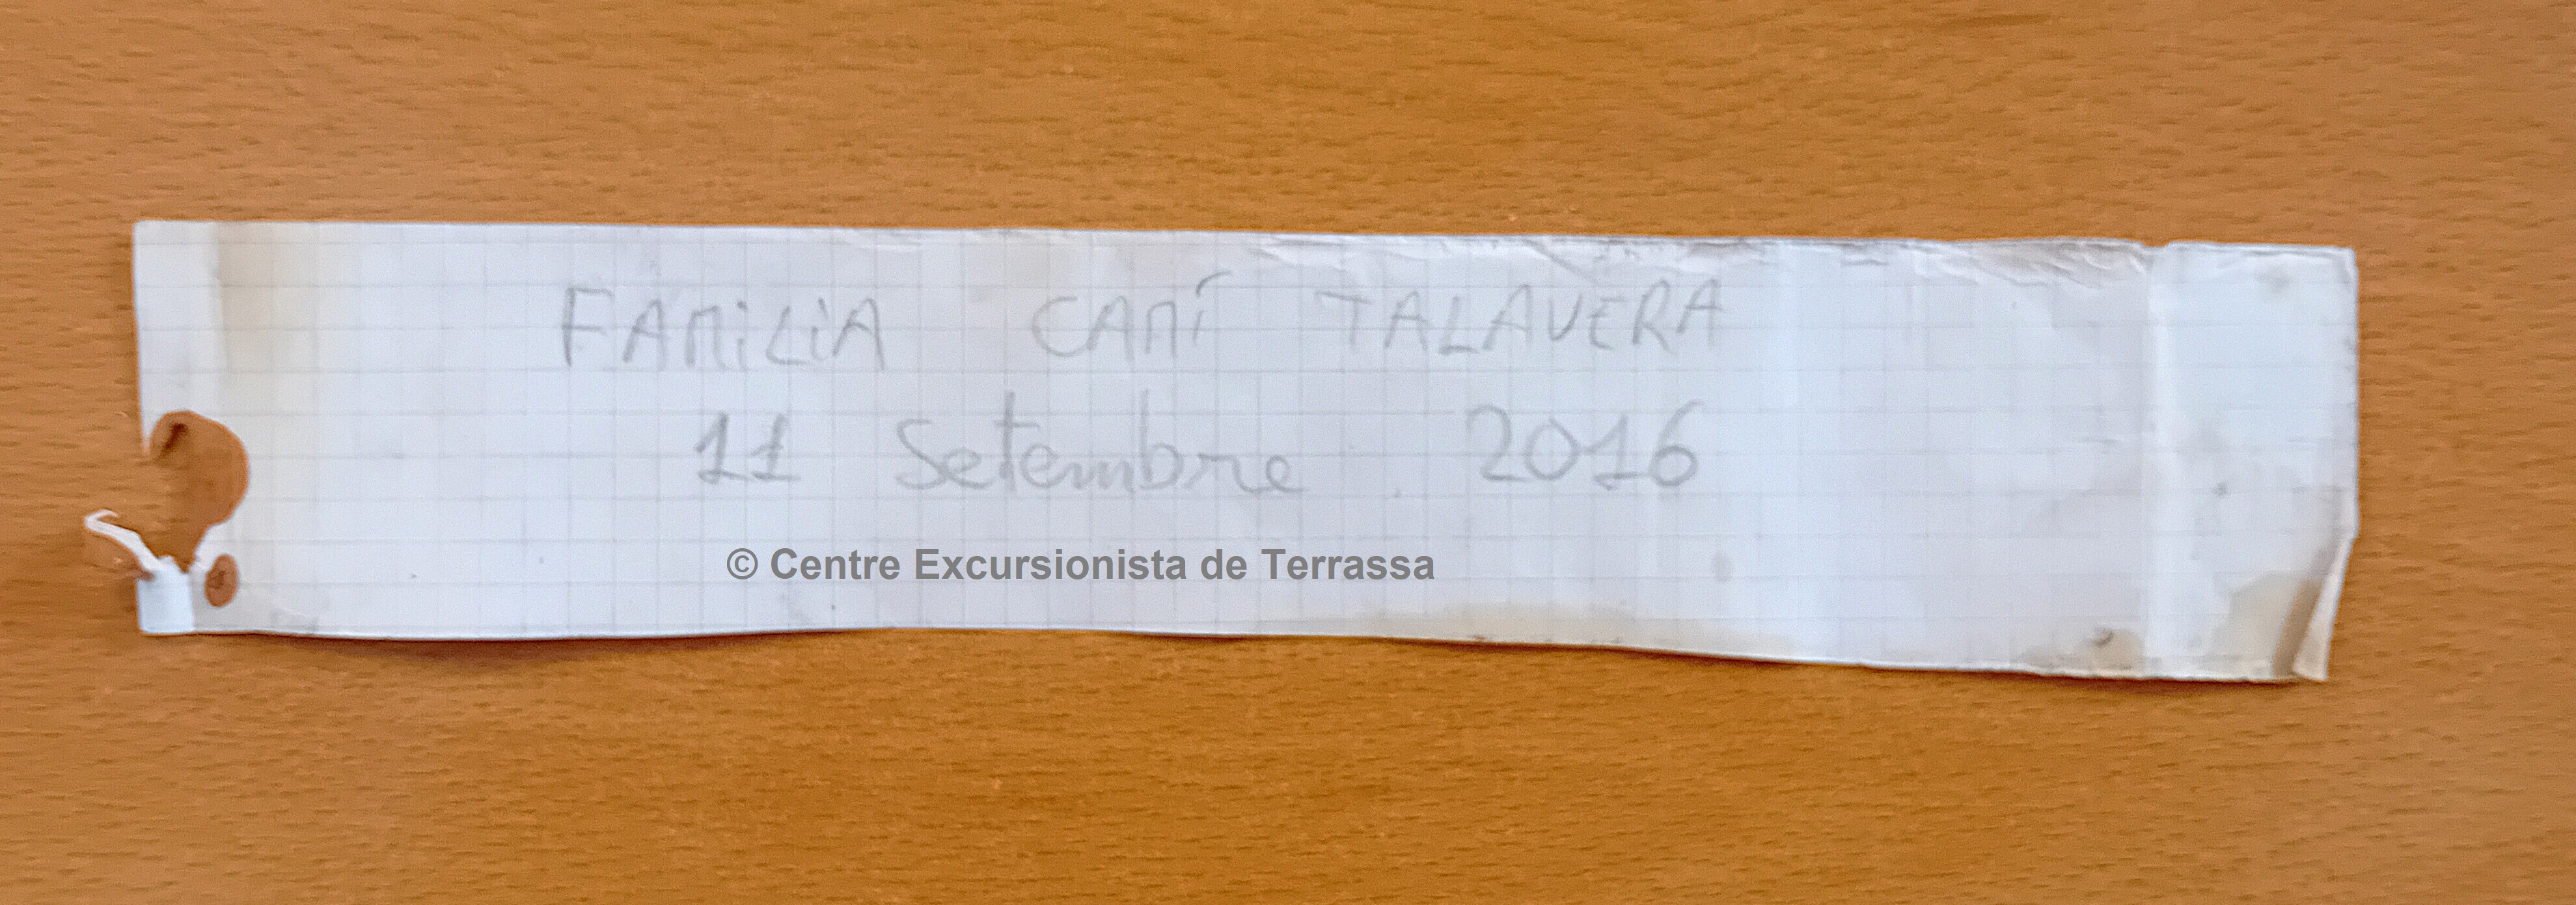 FAMiLiA CAMÍ TALAVERA
11 Setembre 2016
© Centre Excursionista de Terrassa